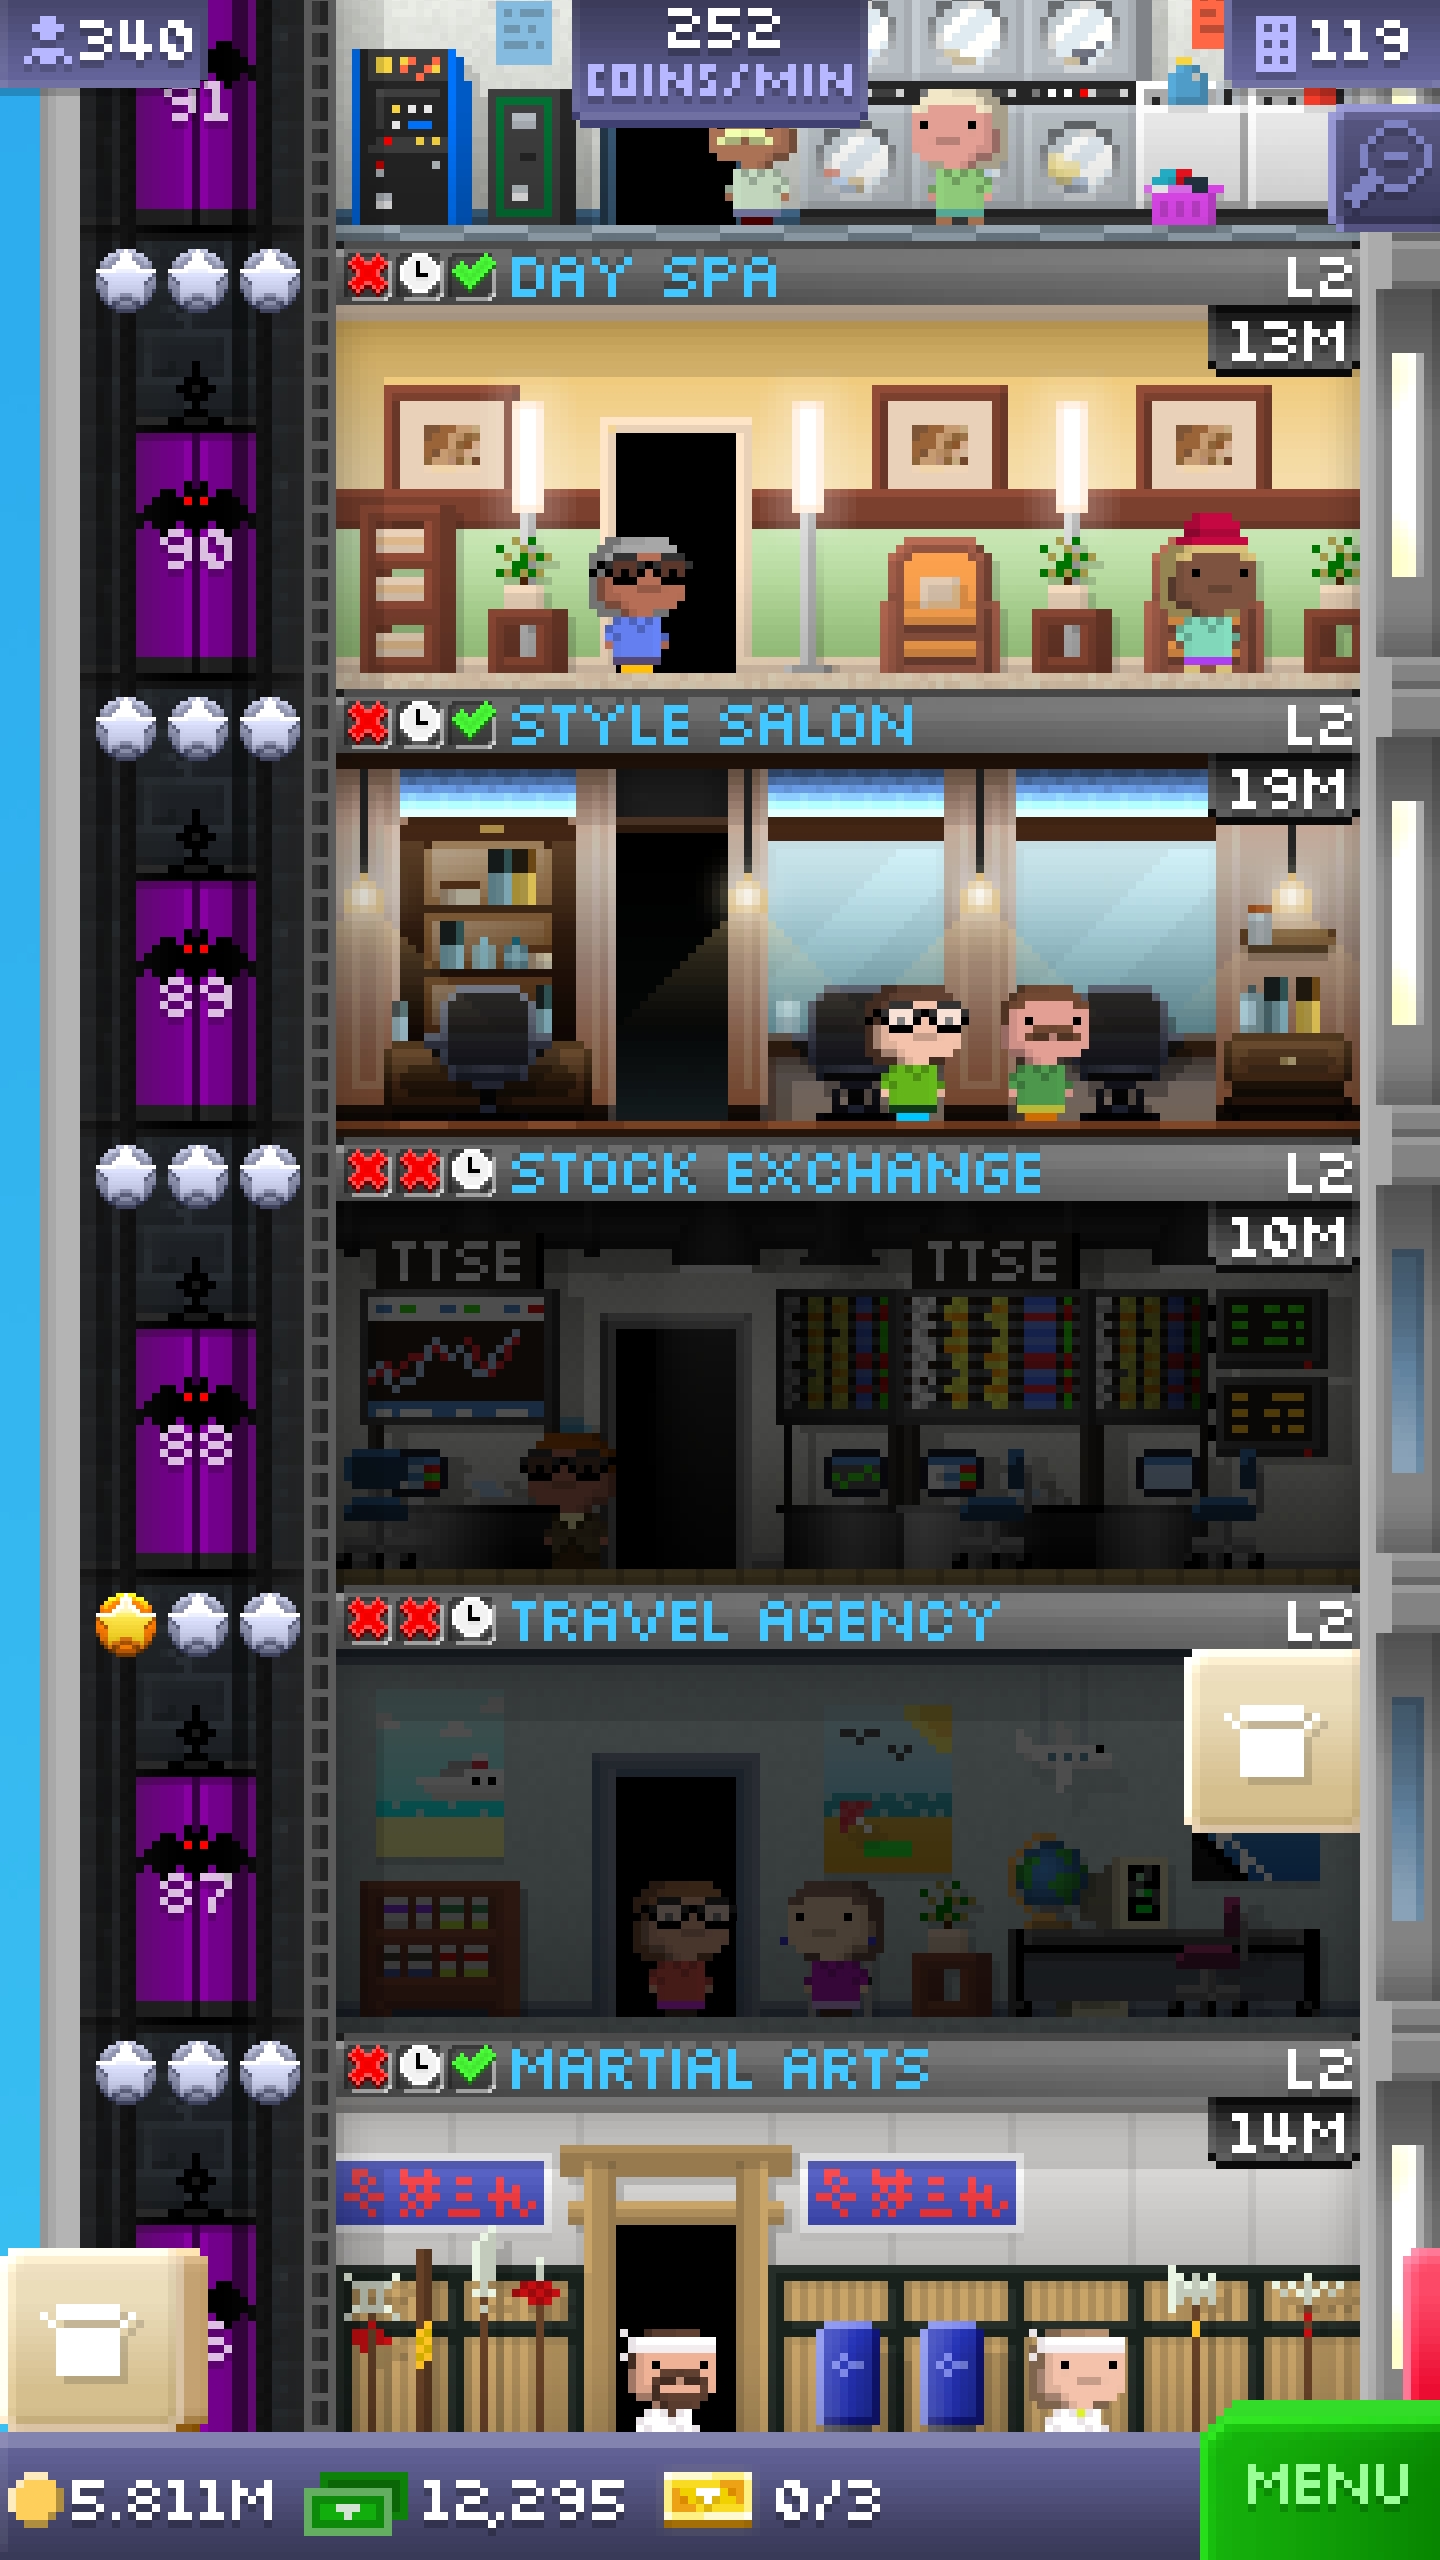 340
252
COINS/MIN
119
91
DAY SPA L2
13M
90
STYLE SALON L2
19M
89
STOCK EXCHANGE L2
10M
TTSE TTSE
88
TRAVEL AGENCY L2
87
MARTIAL ARTS L2
14M
5.811M 12,295 0/3 MENU